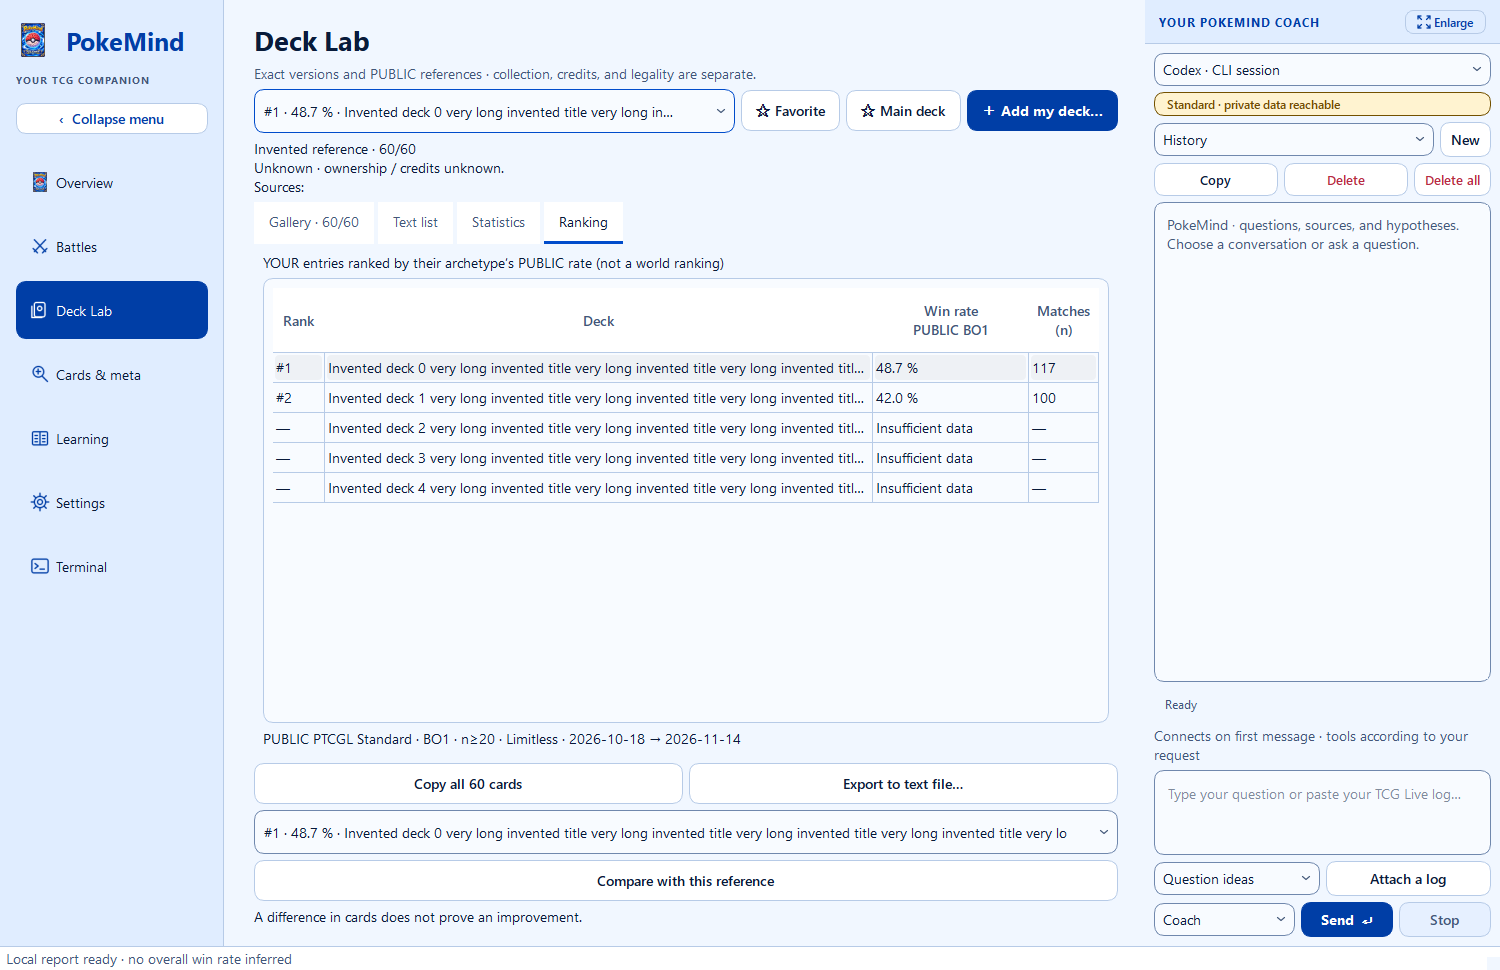 PokeMind
YOUR TCG COMPANION
‹ Collapse menu
Overview
Battles
Deck Lab
Cards & meta
Learning
Settings
Terminal
Deck Lab
Exact versions and PUBLIC references · collection, credits, and legality are separate.
#1 · 48.7 % · Invented deck 0 very long invented title very long in...
Favorite
Main deck
+ Add my deck...
Invented reference · 60/60
Unknown · ownership / credits unknown.
Sources:
Gallery · 60/60
Text list
Statistics
Ranking
YOUR entries ranked by their archetype's PUBLIC rate (not a world ranking)
Rank
Deck
Win rate
PUBLIC BO1
Matches
(n)
#1 Invented deck 0 very long invented title very long invented title very long invented titl... 48.7 % 117
#2 Invented deck 1 very long invented title very long invented title very long invented titl... 42.0 % 100
— Invented deck 2 very long invented title very long invented title very long invented titl... Insufficient data —
— Invented deck 3 very long invented title very long invented title very long invented titl... Insufficient data —
— Invented deck 4 very long invented title very long invented title very long invented titl... Insufficient data —
PUBLIC PTCGL Standard · BO1 · n≥20 · Limitless · 2026-10-18 → 2026-11-14
Copy all 60 cards
Export to text file...
#1 · 48.7 % · Invented deck 0 very long invented title very long invented title very long invented title very long invented title very lo
Compare with this reference
A difference in cards does not prove an improvement.
YOUR POKEMIND COACH
Enlarge
Codex · CLI session
Standard · private data reachable
History
New
Copy
Delete
Delete all
PokeMind · questions, sources, and hypotheses.
Choose a conversation or ask a question.
Ready
Connects on first message · tools according to your
request
Type your question or paste your TCG Live log...
Question ideas
Attach a log
Coach
Send
Stop
Local report ready · no overall win rate inferred